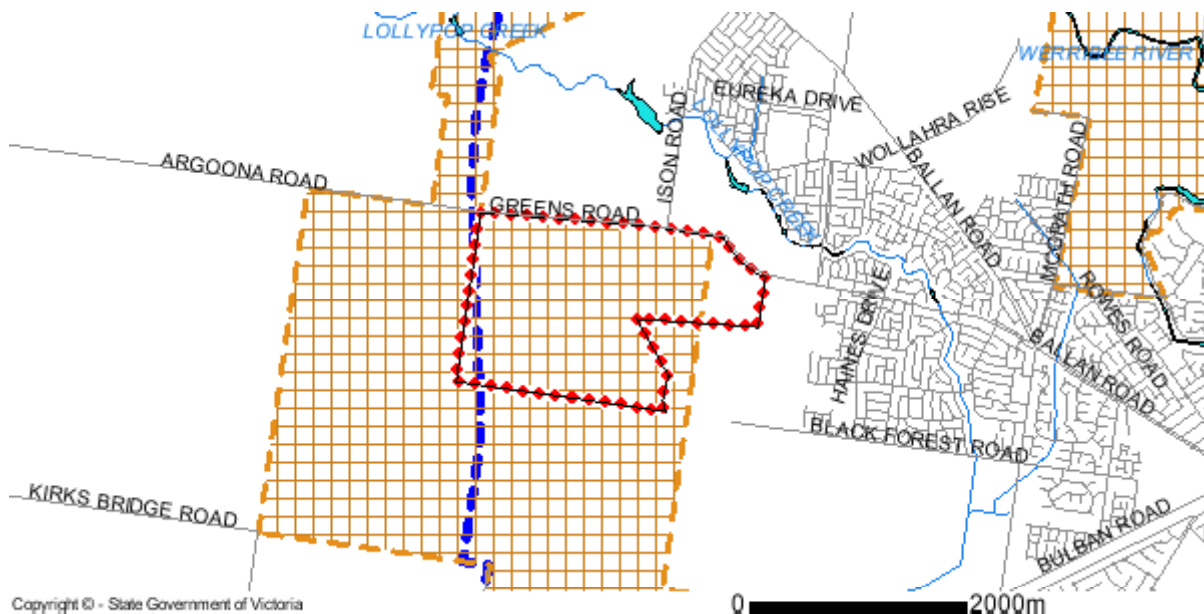 LOLLYPOP CREEK
WERRIBEE RIVER
EUREKA DRIVE
WOLLAHRA RISE
ISON ROAD
LOLLYPOP CREEK
BALLAN ROAD
MCGRATH ROAD
ARGOONA ROAD
GREENS ROAD
HAINES DRIVE
ROWES ROAD
BALLAN ROAD
BLACK FOREST ROAD
KIRKS BRIDGE ROAD
BULBAN ROAD
Copyright © - State Government of Victoria
0 2000m